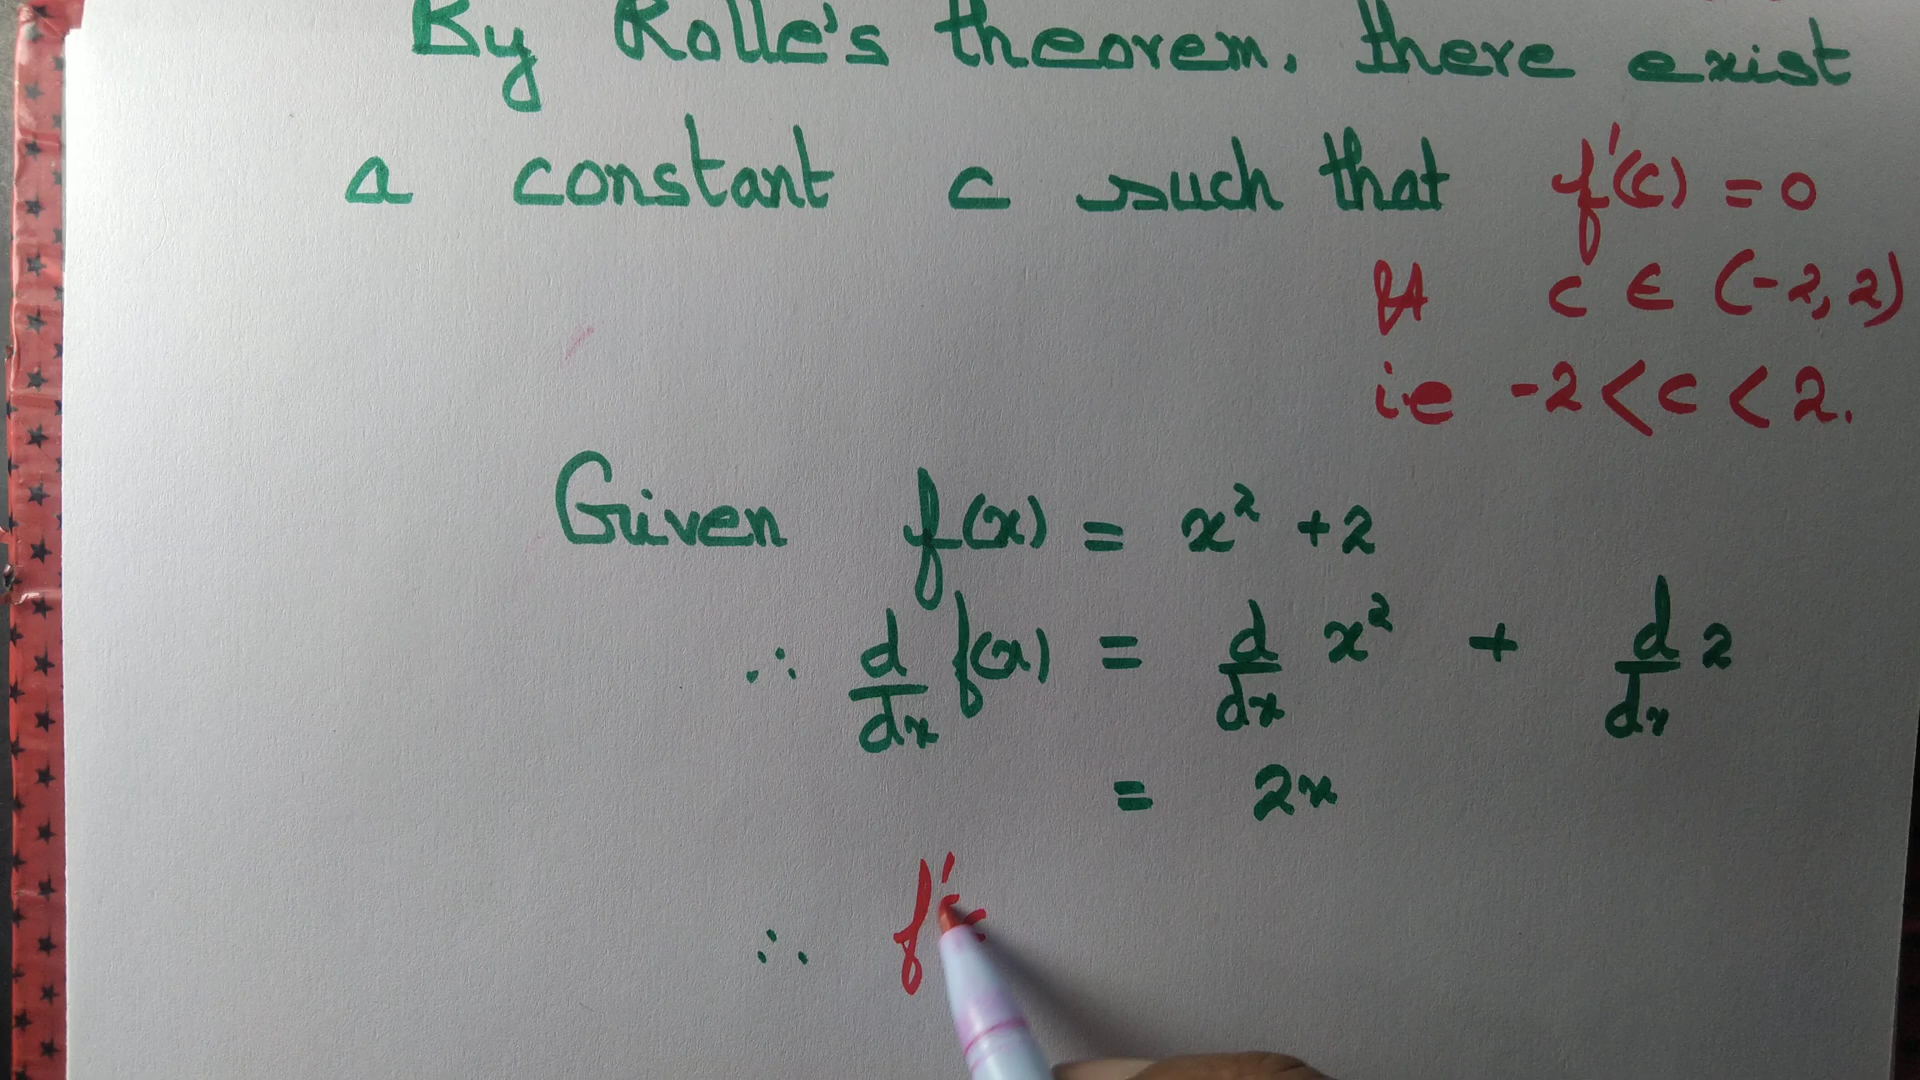 By Rolle's theorem, there exist
a constant c such that f'(c) = 0
c ∈ (-2, 2)
i.e -2 < c < 2.
Given f(x) = x² + 2
∴ d/dx f(x) = d/dx x² + d/dx 2
= 2x
∴ f'c